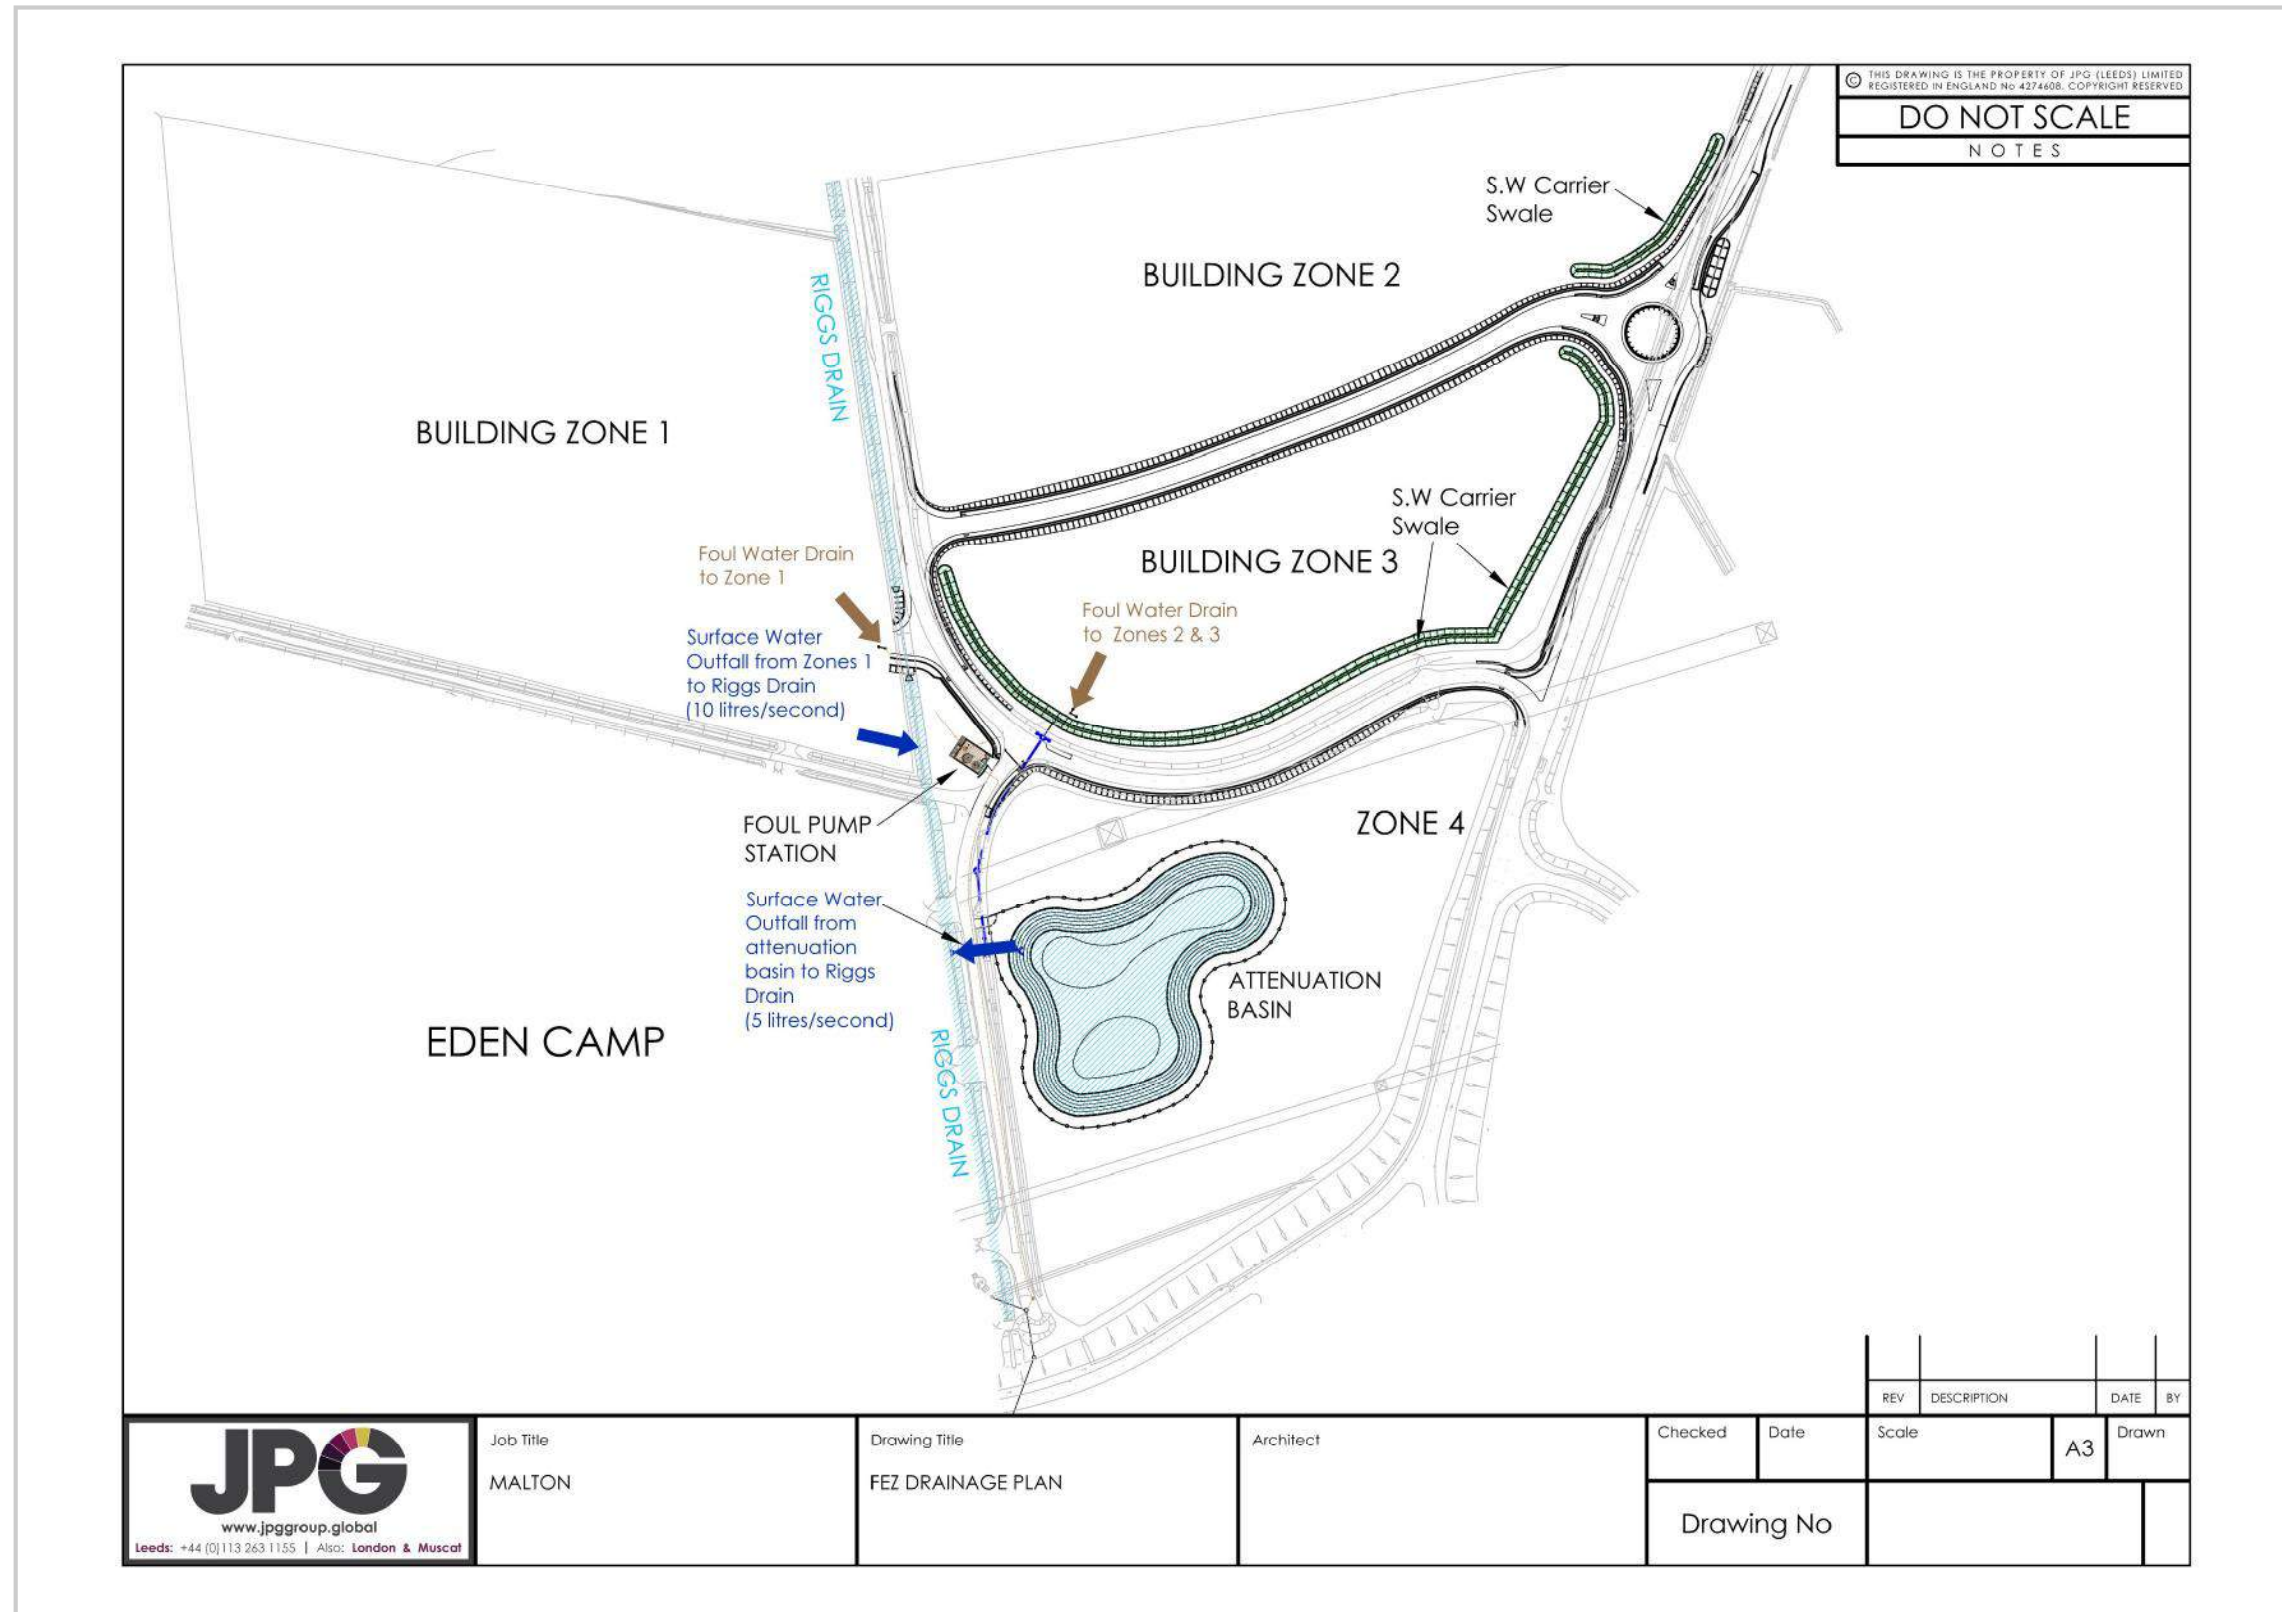 © THIS DRAWING IS THE PROPERTY OF JPG (LEEDS) LIMITED
REGISTERED IN ENGLAND No 4274608. COPYRIGHT RESERVED
DO NOT SCALE
NOTES
S.W Carrier
Swale
BUILDING ZONE 2
RIGGS DRAIN
BUILDING ZONE 1
S.W Carrier
Swale
BUILDING ZONE 3
Foul Water Drain
to Zone 1
Foul Water Drain
to Zones 2 & 3
Surface Water
Outfall from Zones 1
to Riggs Drain
(10 litres/second)
FOUL PUMP
STATION
ZONE 4
Surface Water
Outfall from
attenuation
basin to Riggs
Drain
(5 litres/second)
ATTENUATION
BASIN
EDEN CAMP
RIGGS DRAIN
REV DESCRIPTION DATE BY
JPG
www.jpggroup.global
Leeds: +44 (0)113 263 1155 | Also: London & Muscat
Job Title
MALTON
Drawing Title
FEZ DRAINAGE PLAN
Architect
Checked
Date
Scale
A3
Drawn
Drawing No